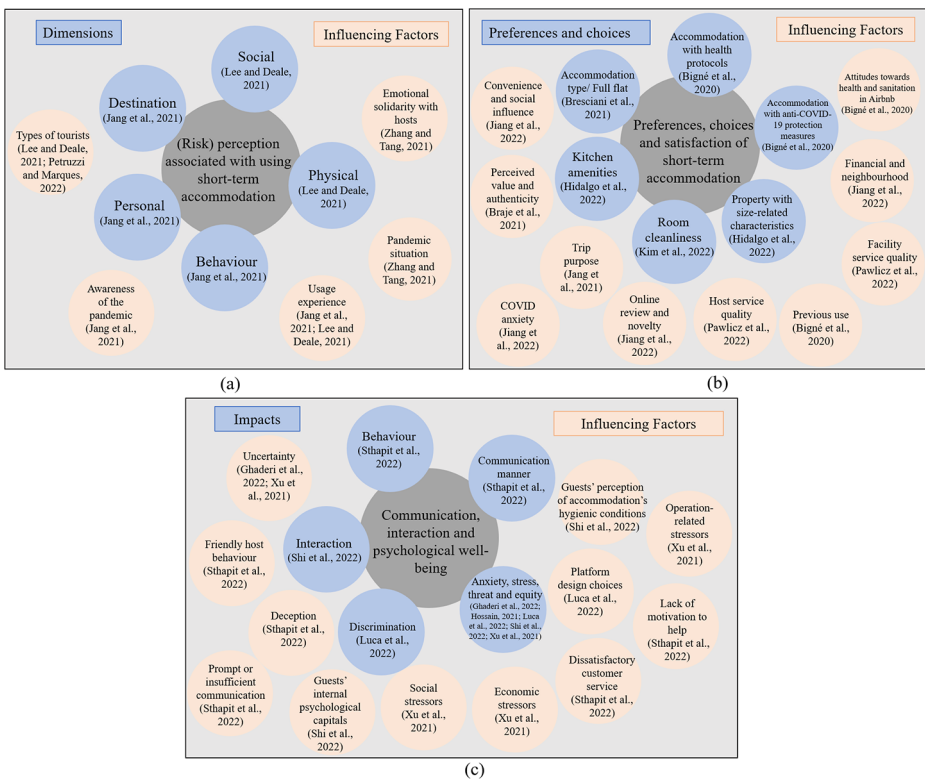 Dimensions
Influencing Factors
Social
(Lee and Deale,
2021)
Destination
(Jang et al.,
2021)
Emotional
solidarity with
hosts
(Zhang and
Tang, 2021)
Types of tourists
(Lee and Deale,
2021; Petruzzi
and Marques,
2022)
(Risk) perception
associated with using
short-term
accommodation
Physical
(Lee and Deale,
2021)
Personal
(Jang et al.,
2021)
Behaviour
(Jang et al.,
2021)
Pandemic
situation
(Zhang and
Tang, 2021)
Awareness of
the pandemic
(Jang et al.,
2021)
Usage
experience
(Jang et al.,
2021; Lee and
Deale, 2021)
(a)
Preferences and choices
Influencing Factors
Accommodation
with health
protocols
(Bigné et al.,
2020)
Convenience
and social
influence
(Jiang et al.,
2022)
Accommodation
type/ Full flat
(Bresciani et al.,
2021)
Attitudes towards
health and sanitation in
Airbnb
(Bigné et al., 2020)
Accommodation
with anti-COVID-
19 protection
measures
(Bigné et al., 2020)
Preferences, choices
and satisfaction of
short-term
accommodation
Kitchen
amenities
(Hidalgo et al.,
2022)
Financial and
neighbourhood
(Jiang et al.,
2022)
Perceived
value and
authenticity
(Braje et al.,
2021)
Property with
size-related
characteristics
(Hidalgo et al.,
2022)
Room
cleanliness
(Kim et al., 2022)
Trip
purpose
(Jang et al.,
2021)
Facility
service quality
(Pawlicz et al.,
2022)
COVID
anxiety
(Jiang et al.,
2022)
Online
review and
novelty
(Jiang et al.,
2022)
Host service
quality
(Pawlicz et al.,
2022)
Previous use
(Bigné et al.,
2020)
(b)
Impacts
Influencing Factors
Behaviour
(Sthapit et al.,
2022)
Uncertainty
(Ghaderi et al.,
2022; Xu et
al., 2021)
Communication
manner
(Sthapit et al.,
2022)
Guests’ perception
of accommodation’s
hygienic conditions
(Shi et al., 2022)
Operation-
related
stressors
(Xu et al.,
2021)
Communication,
interaction and
psychological well-
being
Interaction
(Shi et al., 2022)
Friendly host
behaviour
(Sthapit et al.,
2022)
Anxiety, stress,
threat and equity
(Ghaderi et al., 2022;
Hossain, 2021; Luca
et al., 2022; Shi et al.,
2022; Xu et al., 2021)
Platform
design choices
(Luca et al.,
2022)
Lack of
motivation to
help
(Sthapit et al.,
2022)
Deception
(Sthapit et al.,
2022)
Discrimination
(Luca et al.,
2022)
Dissatisfactory
customer
service
(Sthapit et al.,
2022)
Prompt or
insufficient
communication
(Sthapit et al.,
2022)
Guests’
internal
psychological
capitals
(Shi et al.,
2022)
Social
stressors
(Xu et al.,
2021)
Economic
stressors
(Xu et al.,
2021)
(c)